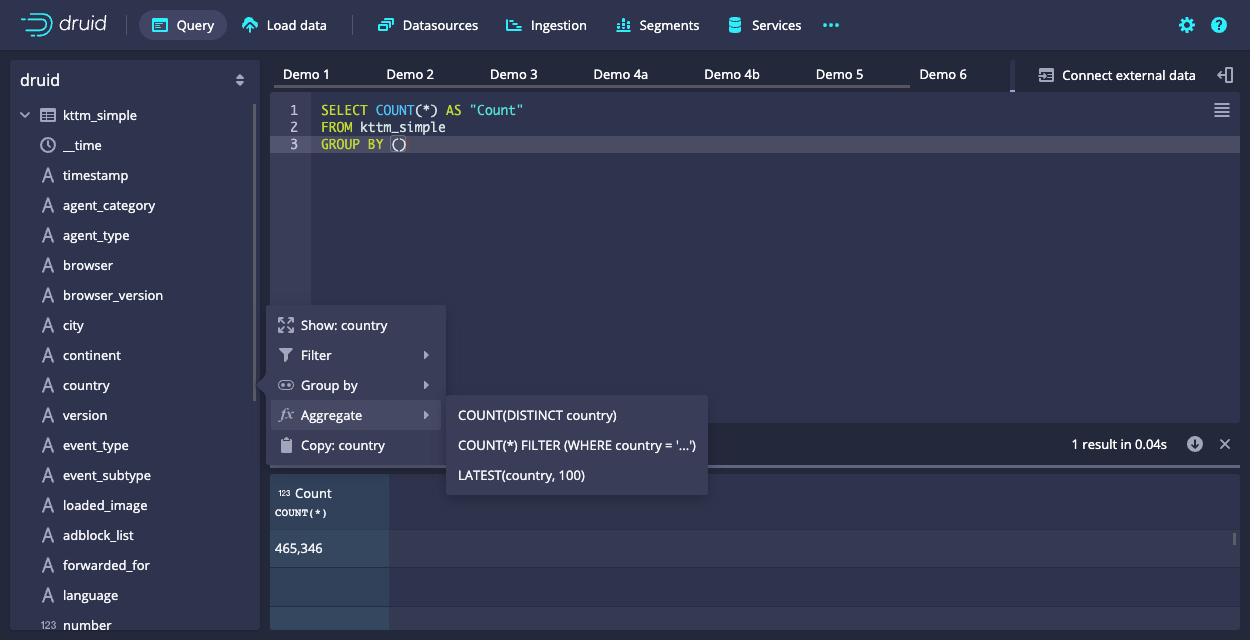 druid Query Load data Datasources Ingestion Segments Services
druid
kttm_simple
__time
timestamp
agent_category
agent_type
browser
browser_version
city
continent
country
version
event_type
event_subtype
loaded_image
adblock_list
forwarded_for
language
123 number
Demo 1 Demo 2 Demo 3 Demo 4a Demo 4b Demo 5 Demo 6 Connect external data
1 SELECT COUNT(*) AS "Count"
2 FROM kttm_simple
3 GROUP BY ()
Show: country
Filter
Group by
Aggregate
Copy: country
COUNT(DISTINCT country)
COUNT(*) FILTER (WHERE country = '...')
LATEST(country, 100)
1 result in 0.04s
123 Count
COUNT(*)
465,346